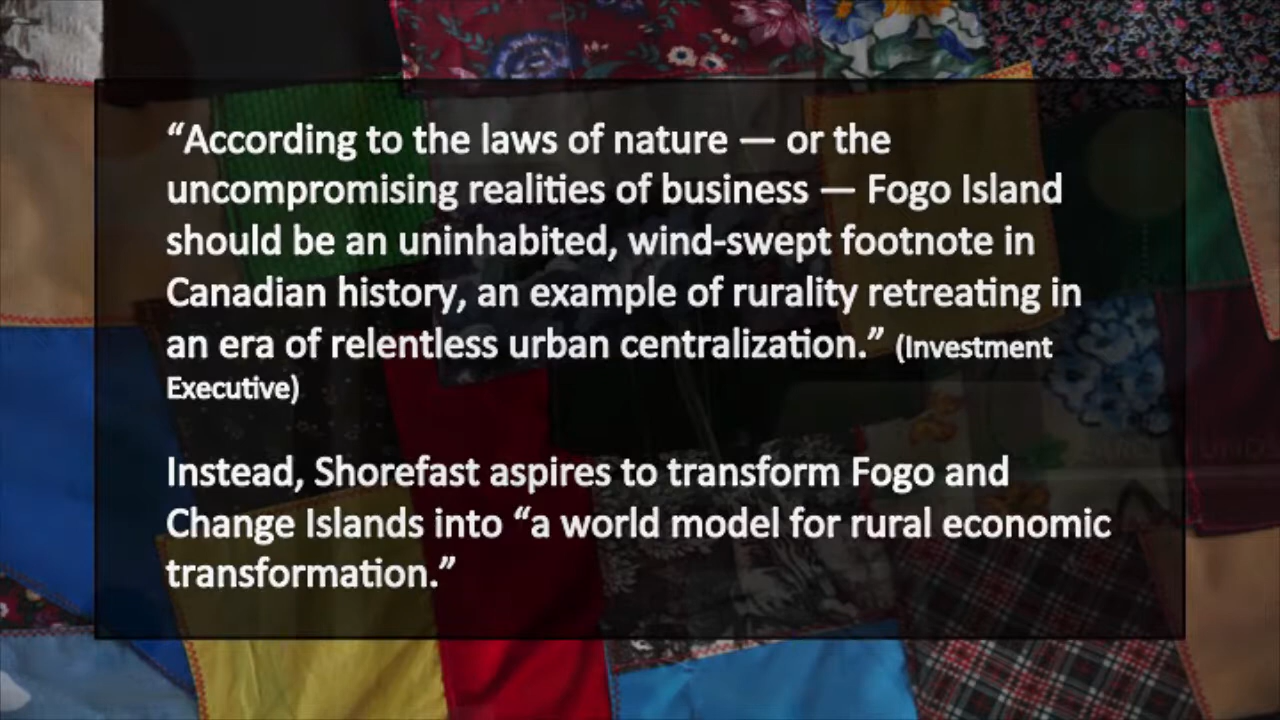 “According to the laws of nature — or the
uncompromising realities of business — Fogo Island
should be an uninhabited, wind-swept footnote in
Canadian history, an example of rurality retreating in
an era of relentless urban centralization.” (Investment
Executive)
Instead, Shorefast aspires to transform Fogo and
Change Islands into “a world model for rural economic
transformation.”